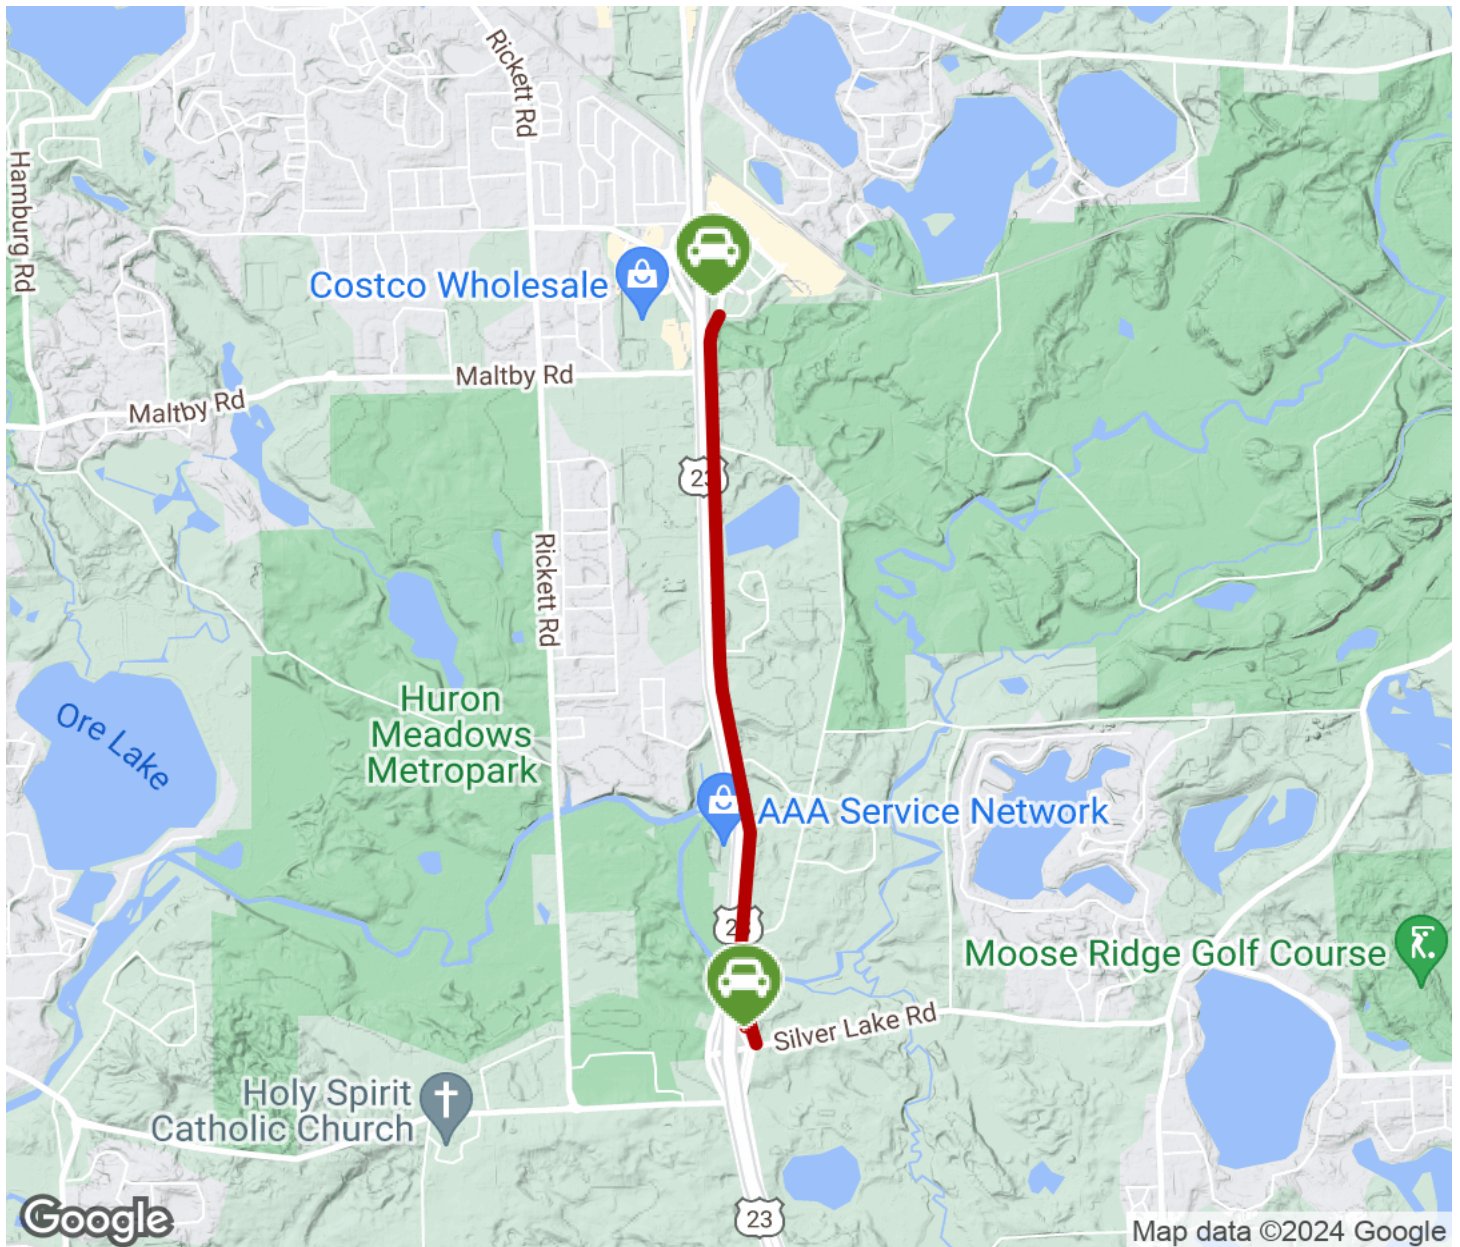 Rickett Rd
Hamburg Rd
Costco Wholesale
Maltby Rd
Maltby Rd
23
Rickett Rd
Huron
Meadows
Metropark
Ore Lake
AAA Service Network
Moose Ridge Golf Course
Silver Lake Rd
Holy Spirit
Catholic Church
23
Google
Map data ©2024 Google